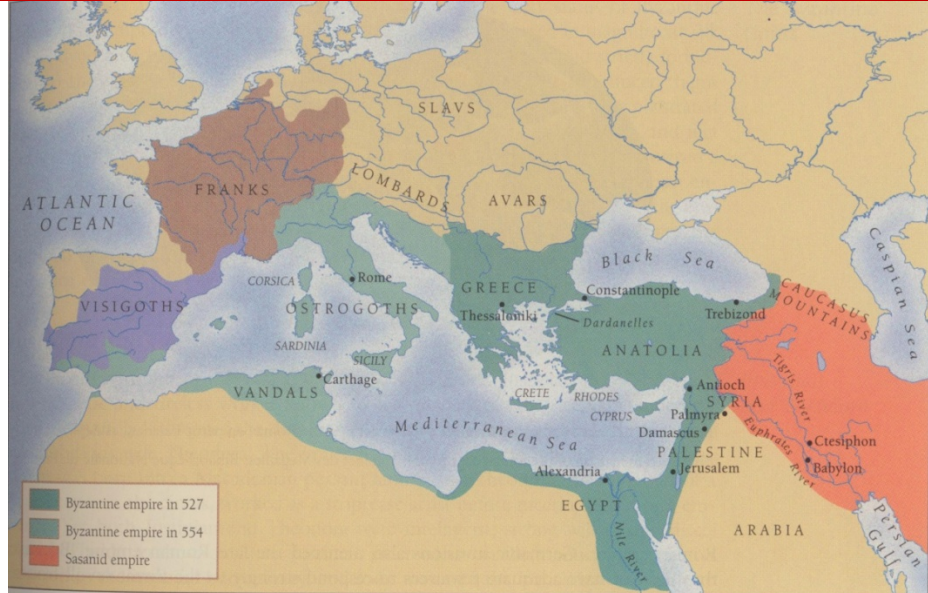 SLAVS
LOMBARDS
FRANKS
AVARS
ATLANTIC
OCEAN
Caspian Sea
Black Sea
CORSICA
Rome
GREECE
Constantinople
CAUCASUS
MOUNTAINS
VISIGOTHS
OSTROGOTHS
Thessaloniki
Dardanelles
Trebizond
SARDINIA
ANATOLIA
SICILY
Tigris River
Carthage
VANDALS
CRETE
RHODES
Antioch
SYRIA
CYPRUS
Palmyra
Euphrates River
Mediterranean Sea
Damascus
Ctesiphon
PALESTINE
Babylon
Alexandria
Jerusalem
EGYPT
Nile River
ARABIA
Persian
Gulf
Byzantine empire in 527
Byzantine empire in 554
Sasanid empire